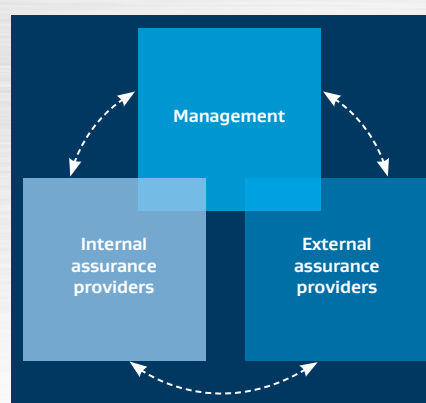 Management
Internal
assurance
providers
External
assurance
providers